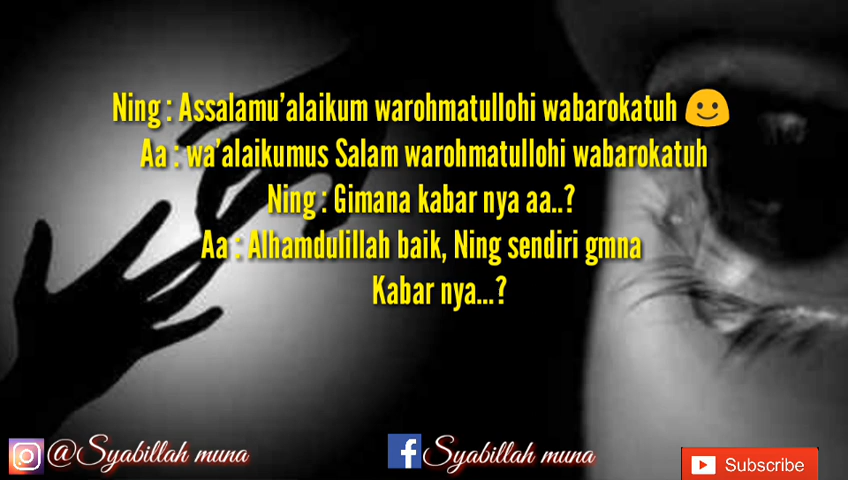 Ning : Assalamu'alaikum warohmatullohi wabarokatuh 🙂
Aa : wa'alaikumus Salam warohmatullohi wabarokatuh
Ning : Gimana kabar nya aa..?
Aa : Alhamdulillah baik, Ning sendiri gmna
Kabar nya...?
@Syabillah muna
Syabillah muna
Subscribe